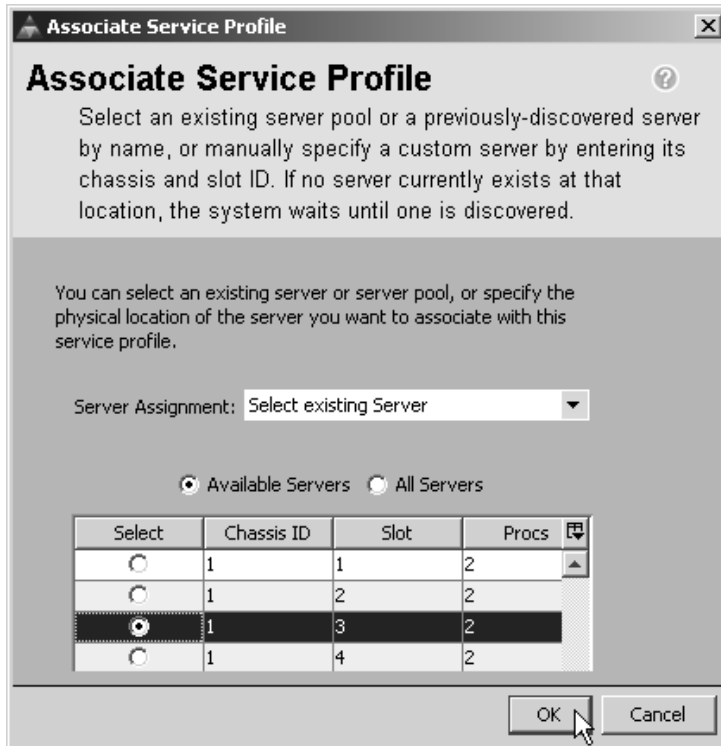 Associate Service Profile
Associate Service Profile
Select an existing server pool or a previously-discovered server
by name, or manually specify a custom server by entering its
chassis and slot ID. If no server currently exists at that
location, the system waits until one is discovered.
You can select an existing server or server pool, or specify the
physical location of the server you want to associate with this
service profile.
Server Assignment: Select existing Server
Available Servers All Servers
Select Chassis ID Slot Procs
1 1 2
1 2 2
1 3 2
1 4 2
OK Cancel